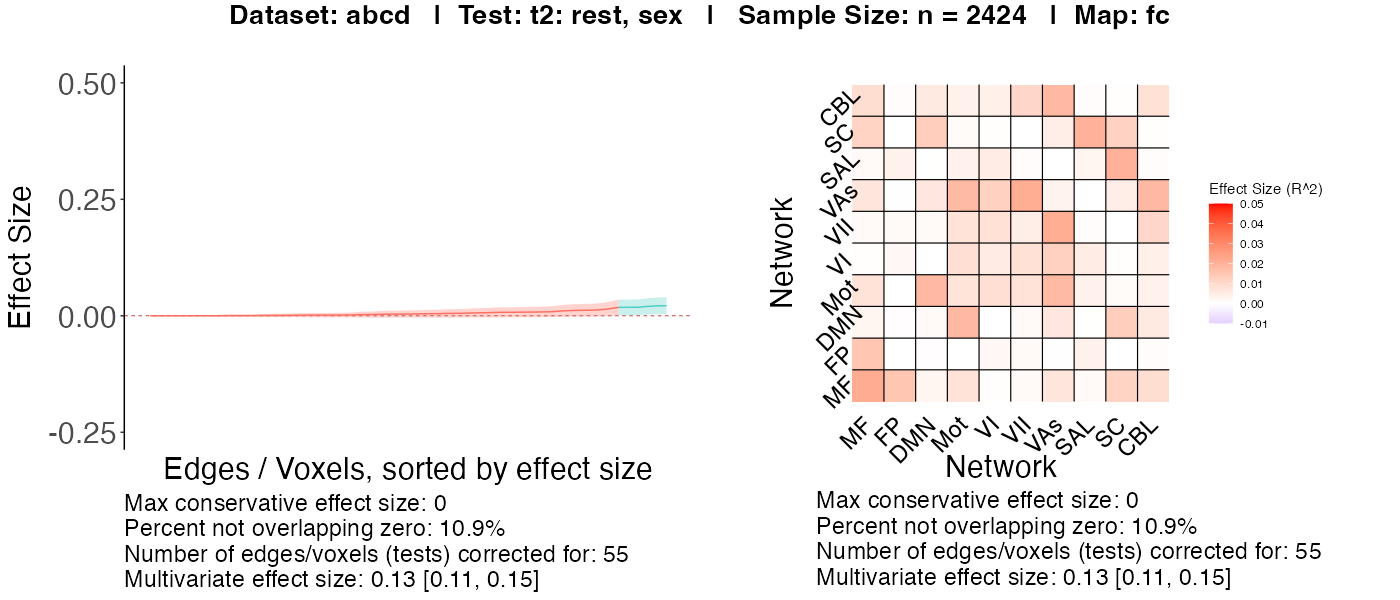 Dataset: abcd | Test: t2: rest, sex | Sample Size: n = 2424 | Map: fc
Effect Size
0.50
0.25
0.00
-0.25
Edges / Voxels, sorted by effect size
Max conservative effect size: 0
Percent not overlapping zero: 10.9%
Number of edges/voxels (tests) corrected for: 55
Multivariate effect size: 0.13 [0.11, 0.15]
Network
CBL
SC
SAL
VAs
VII
VI
Mot
DMN
FP
MF
MF
FP
DMN
Mot
VI
VII
VAs
SAL
SC
CBL
Network
Effect Size (R^2)
0.05
0.04
0.03
0.02
0.01
0.00
-0.01
Max conservative effect size: 0
Percent not overlapping zero: 10.9%
Number of edges/voxels (tests) corrected for: 55
Multivariate effect size: 0.13 [0.11, 0.15]